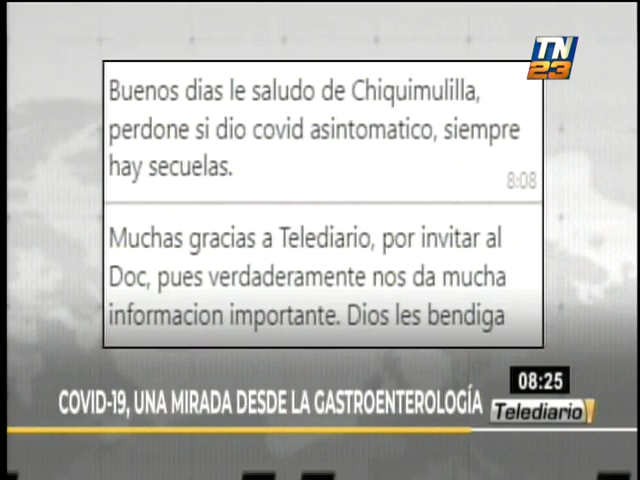 TN
23
Buenos dias le saludo de Chiquimulilla,
perdone si dio covid asintomatico, siempre
hay secuelas.
8:08
Muchas gracias a Telediario, por invitar al
Doc, pues verdaderamente nos da mucha
informacion importante. Dios les bendiga
08:25
COVID-19, UNA MIRADA DESDE LA GASTROENTEROLOGÍA
Telediario